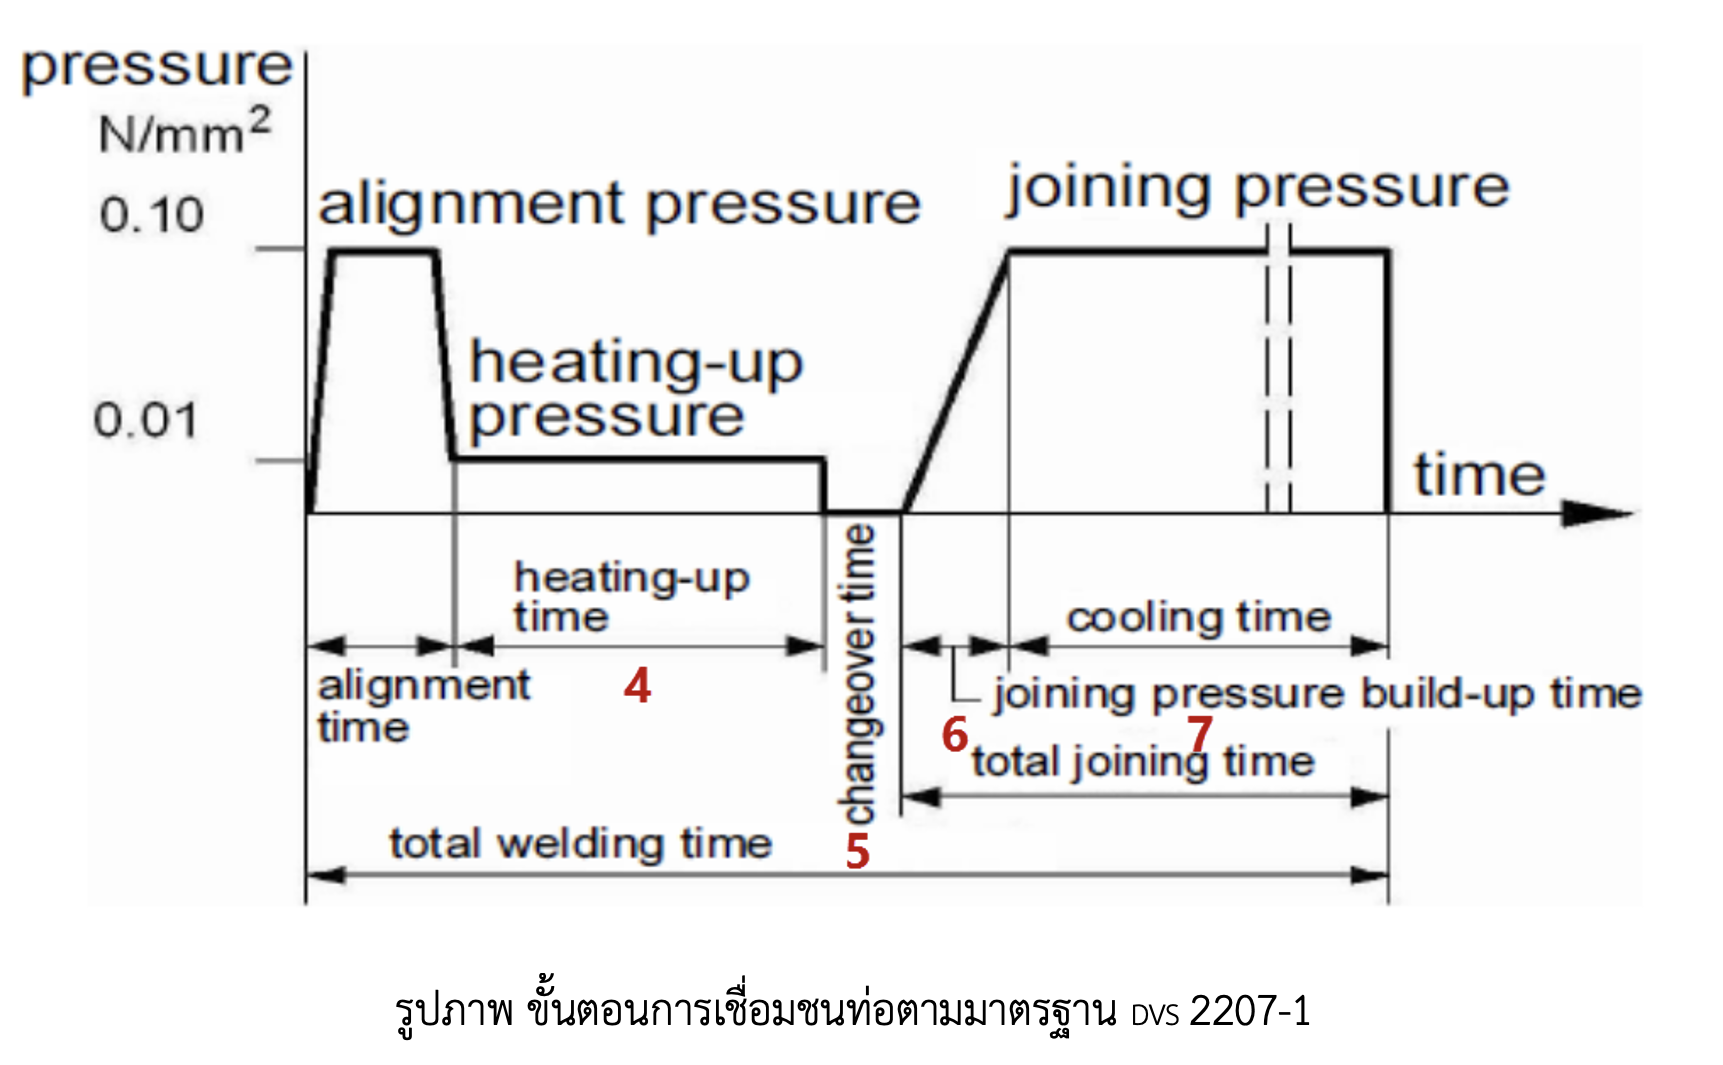 pressure
N/mm²
0.10
alignment pressure
joining pressure
heating-up
pressure
0.01
time
heating-up
time
changeover time
cooling time
alignment
time
4
joining pressure build-up time
6
7
total joining time
total welding time
5
รูปภาพ ขั้นตอนการเชื่อมชนท่อตามมาตรฐาน DVS 2207-1